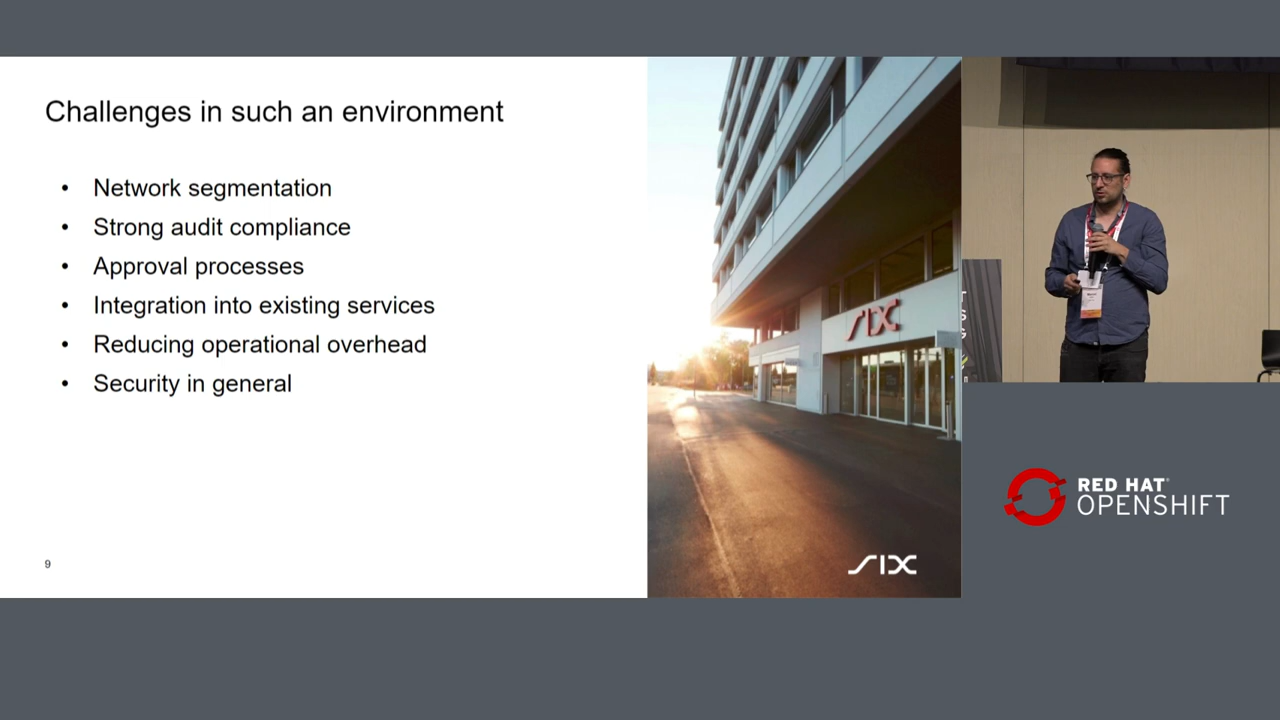 Challenges in such an environment
• Network segmentation
• Strong audit compliance
• Approval processes
• Integration into existing services
• Reducing operational overhead
• Security in general
9
SIX
SIX
RED HAT®
OPENSHIFT